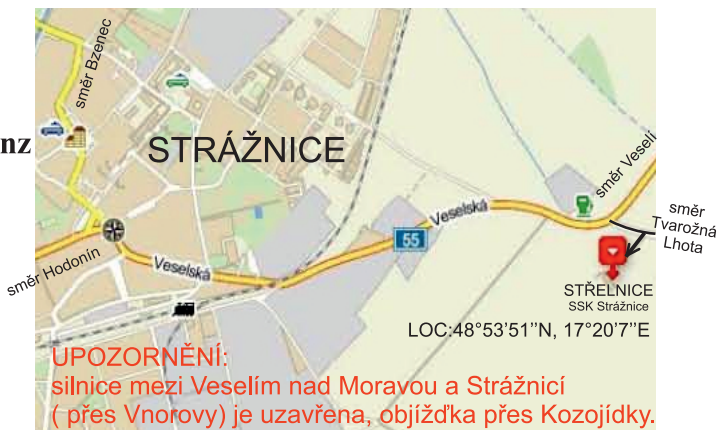 směr Bzenec
nz
STRÁŽNICE
směr Veselí
Veselská
55
směr
Tvarožná
Lhota
směr Hodonín
Veselská
STŘELNICE
SSK Strážnice
LOC:48°53'51’’N, 17°20'7’’E
UPOZORNĚNÍ:
silnice mezi Veselím nad Moravou a Strážnicí
( přes Vnorovy) je uzavřena, objížďka přes Kozojídky.